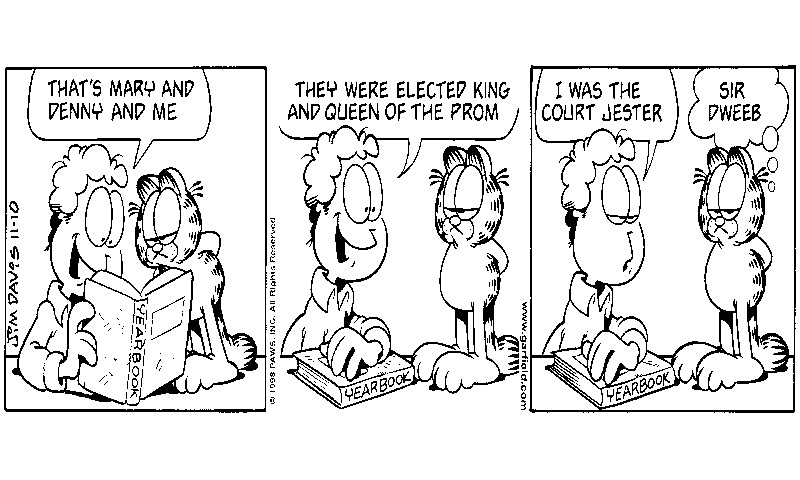 THAT'S MARY AND
DENNY AND ME
YEARBOOK
JIM DAVIS 11-10
THEY WERE ELECTED KING
AND QUEEN OF THE PROM
YEARBOOK
© 1998 PAWS, INC. All Rights Reserved
I WAS THE
COURT JESTER
SIR
DWEEB
YEARBOOK
www.garfield.com